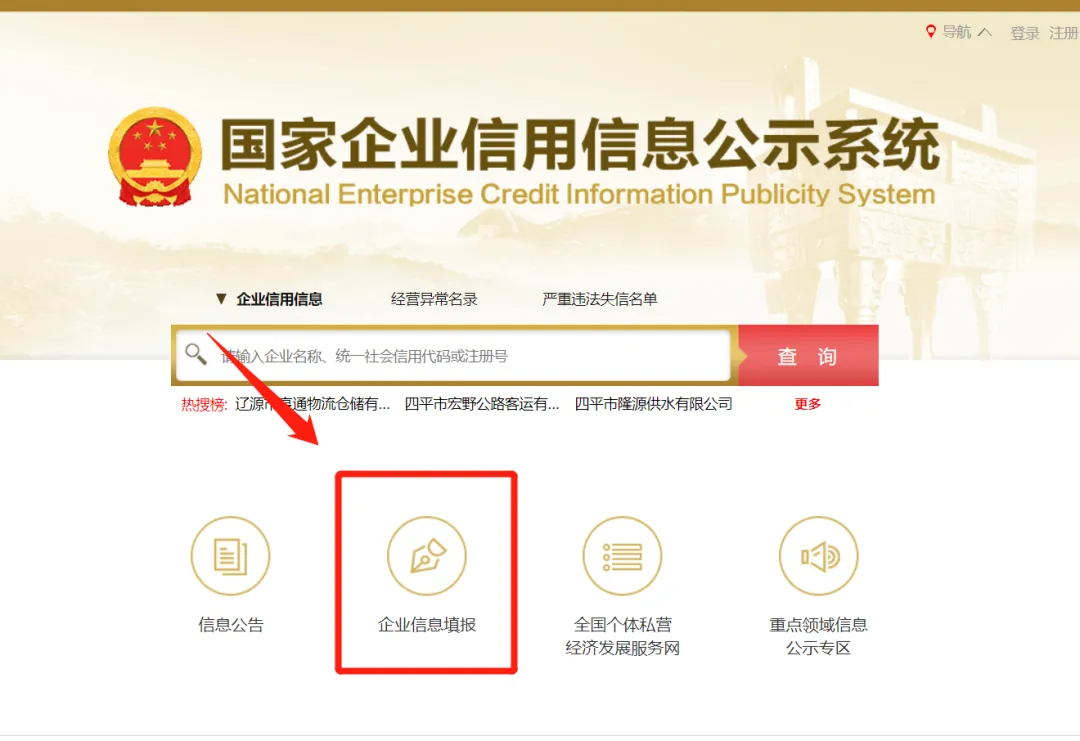 导航 登录 注册
国家企业信用信息公示系统
National Enterprise Credit Information Publicity System
企业信用信息 经营异常名录 严重违法失信名单
请输入企业名称、统一社会信用代码或注册号
查 询
热搜榜: 辽源市亨通物流仓储有... 四平市宏野公路客运有... 四平市隆源供水有限公司 更多
信息公告
企业信息填报
全国个体私营
经济发展服务网
重点领域信息
公示专区